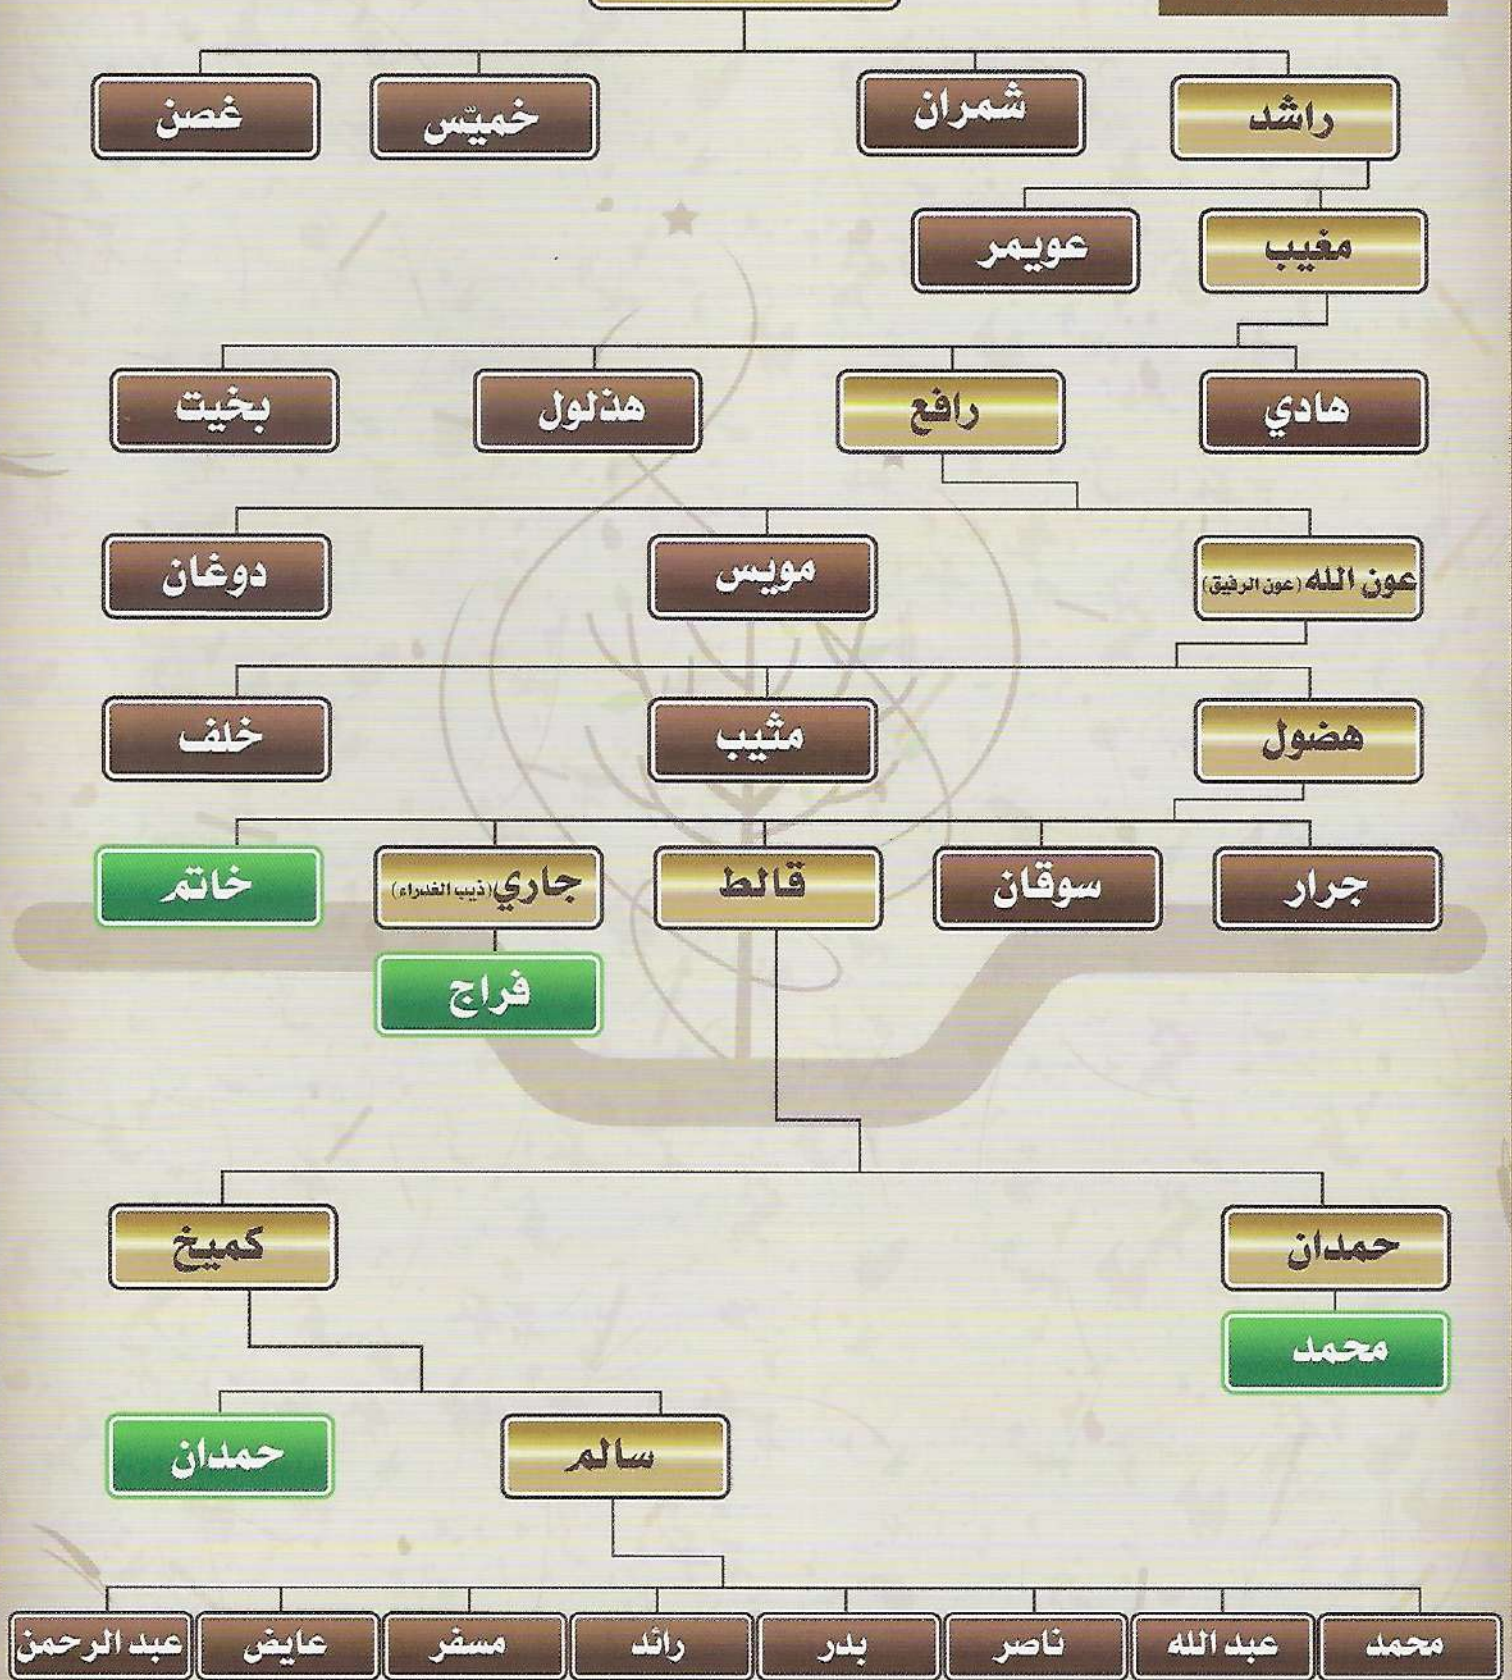 راشد شمران خميّس غصن
مغيب عويمر
هادي رافع هذلول بخيت
عون الله (عون الرفيق) مويس دوغان
هضول مثيب خلف
جرار سوقان قالط جاري (ذيب الغدراء) خاتم
فراج
حمدان كميخ
محمد
سالم حمدان
محمد عبد الله ناصر بدر رائد مسفر عايض عبد الرحمن